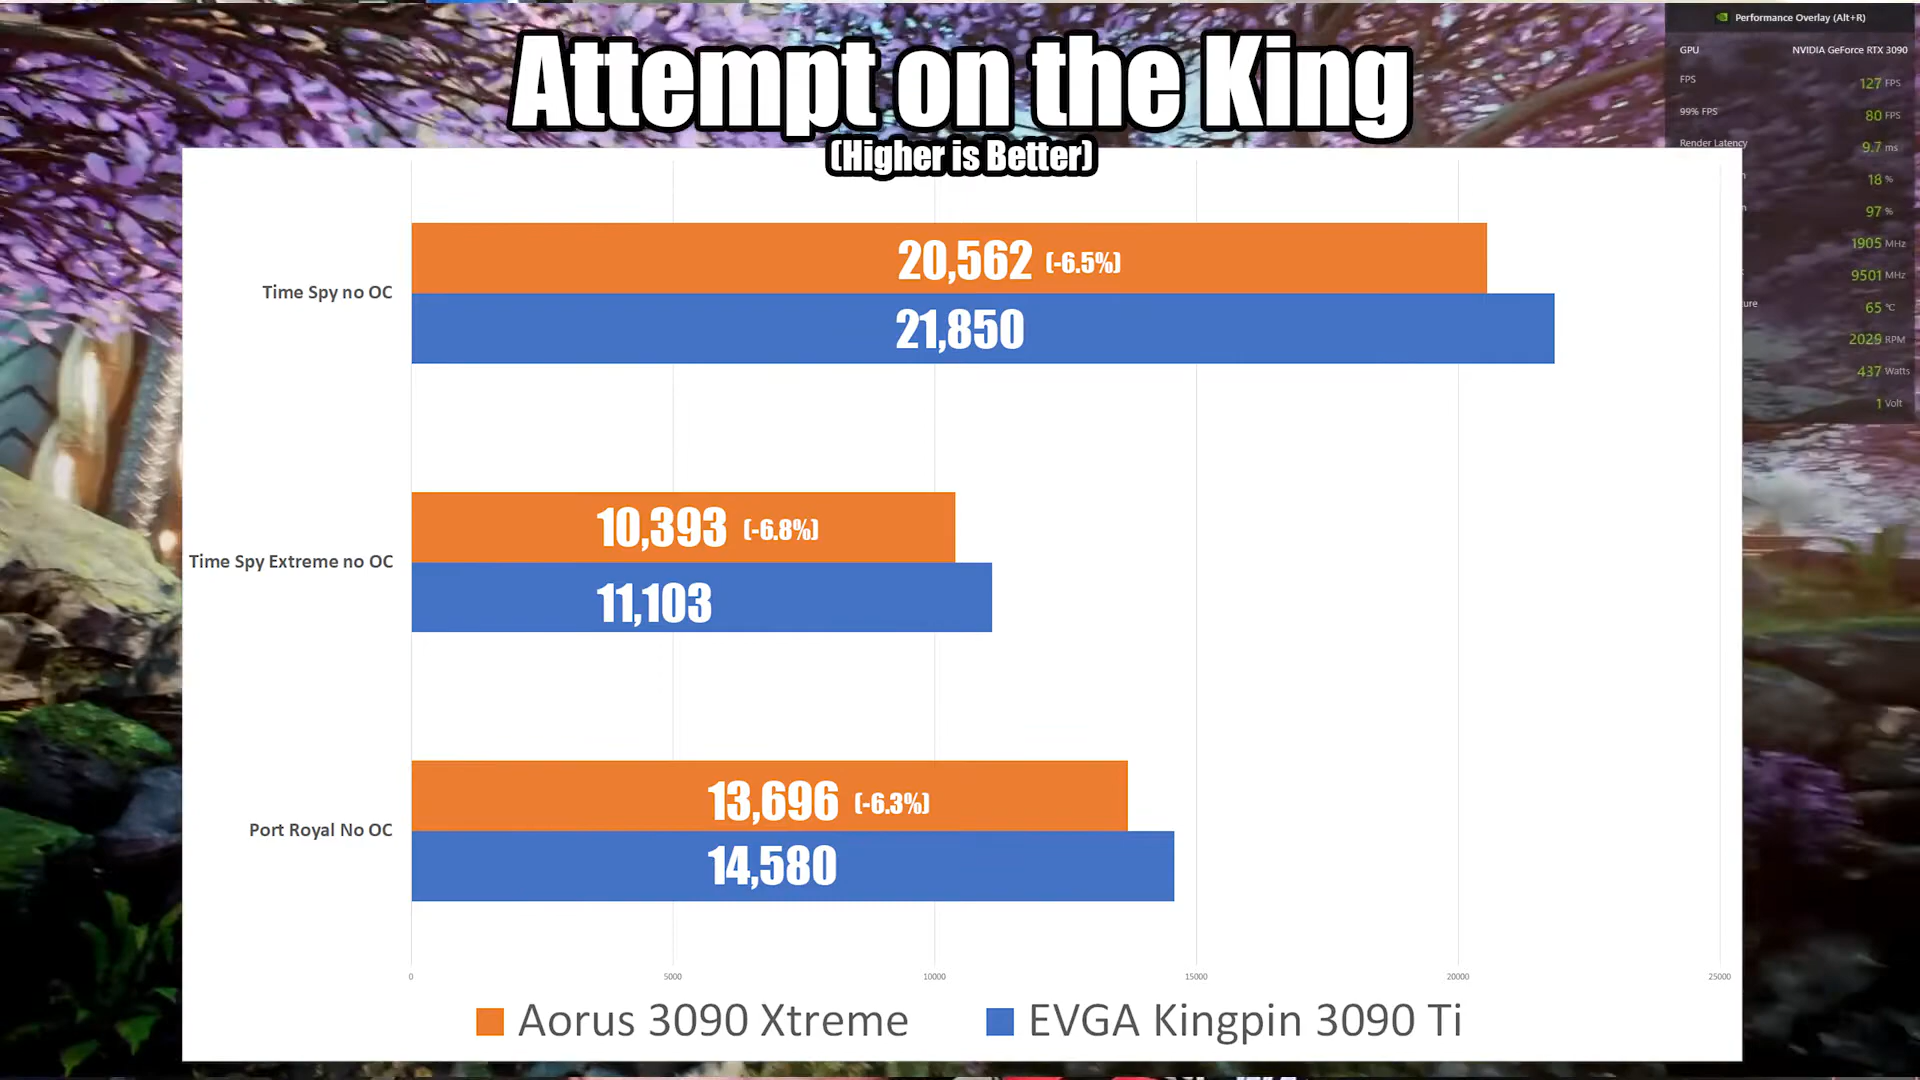 Attempt on the King
(Higher is Better)
Performance Overlay (Alt+R)
GPU NVIDIA GeForce RTX 3090
FPS 127 FPS
99% FPS 80 FPS
Render Latency 9.7 ms
18 %
97 %
1905 MHz
9501 MHz
65 °C
2029 RPM
437 Watts
1 Volt
Time Spy no OC
20,562 (-6.5%)
21,850
Time Spy Extreme no OC
10,393 (-6.8%)
11,103
Port Royal No OC
13,696 (-6.3%)
14,580
0 5000 10000 15000 20000 25000
Aorus 3090 Xtreme EVGA Kingpin 3090 Ti